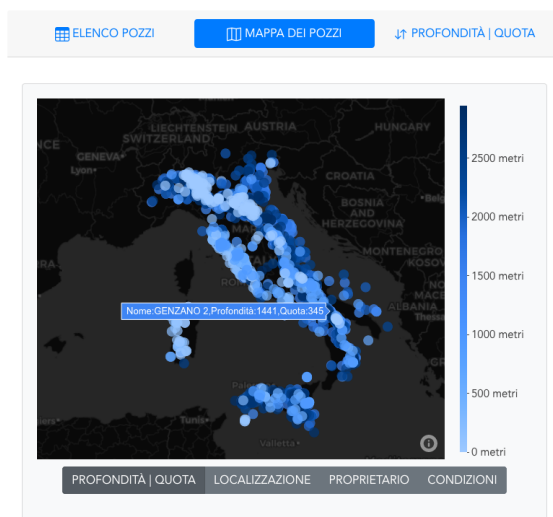 ELENCO POZZI
MAPPA DEI POZZI
PROFONDITÀ | QUOTA
LIECHTENSTEIN AUSTRIA
HUNGARY
SWITZERLAND
GENEVA
Lyon
CROATIA
BOSNIA
AND
HERZEGOVINA
MONTENEGRO
KOSOV
ALBANIA
Nome:GENZANO 2,Profondità:1441,Quota:345
Tunis
Valletta
2500 metri
2000 metri
1500 metri
1000 metri
500 metri
0 metri
PROFONDITÀ | QUOTA
LOCALIZZAZIONE
PROPRIETARIO
CONDIZIONI